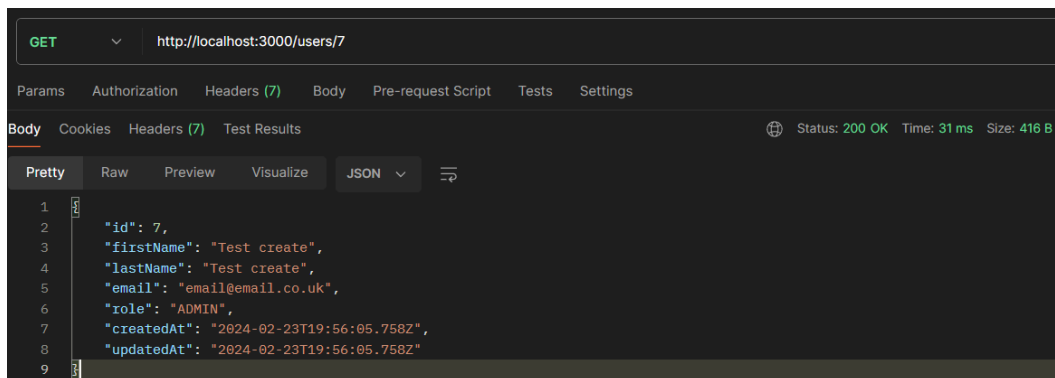 GET http://localhost:3000/users/7
Params Authorization Headers (7) Body Pre-request Script Tests Settings
Body Cookies Headers (7) Test Results Status: 200 OK Time: 31 ms Size: 416 B
Pretty Raw Preview Visualize JSON
1 {
2 "id": 7,
3 "firstName": "Test create",
4 "lastName": "Test create",
5 "email": "email@email.co.uk",
6 "role": "ADMIN",
7 "createdAt": "2024-02-23T19:56:05.758Z",
8 "updatedAt": "2024-02-23T19:56:05.758Z"
9 }